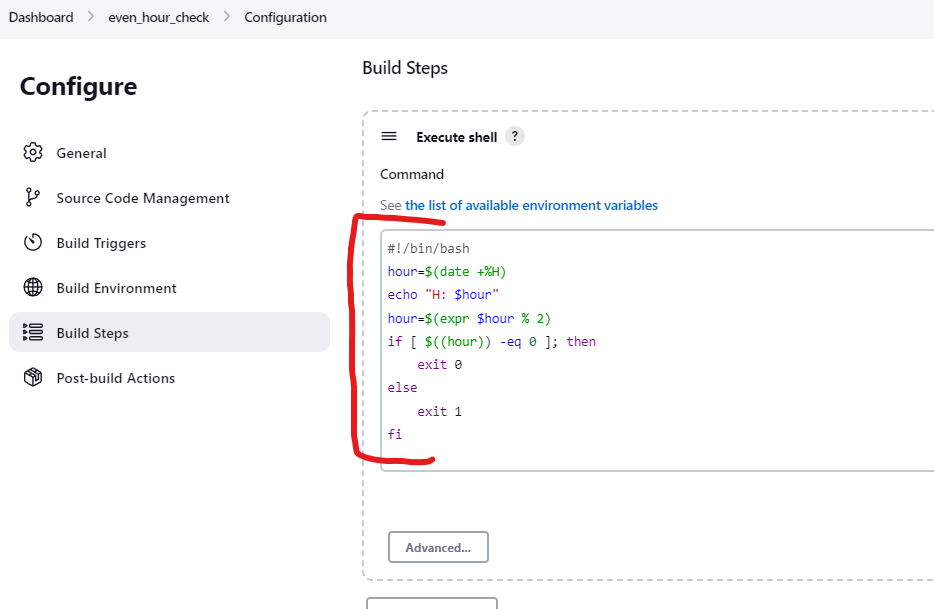 Dashboard > even_hour_check > Configuration
Configure
General
Source Code Management
Build Triggers
Build Environment
Build Steps
Post-build Actions
Build Steps
Execute shell ?
Command
See the list of available environment variables
#!/bin/bash
hour=$(date +%H)
echo "H: $hour"
hour=$(expr $hour % 2)
if [ $((hour)) -eq 0 ]; then
    exit 0
else
    exit 1
fi
Advanced...